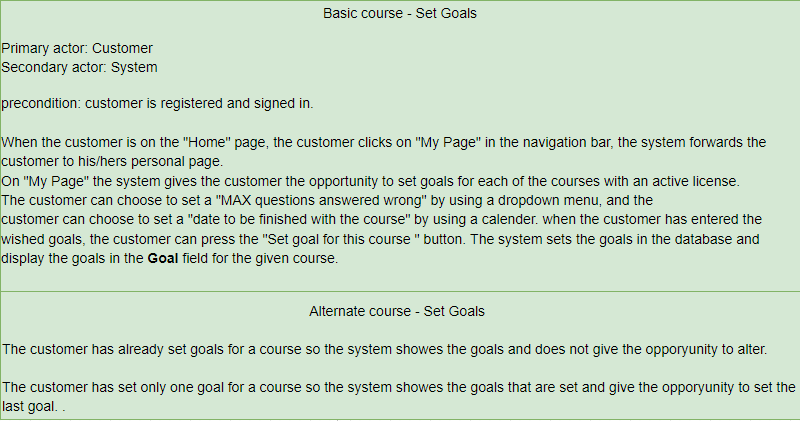 Basic course - Set Goals
Primary actor: Customer
Secondary actor: System
precondition: customer is registered and signed in.
When the customer is on the "Home" page, the customer clicks on "My Page" in the navigation bar, the system forwards the
customer to his/hers personal page.
On "My Page" the system gives the customer the opportunity to set goals for each of the courses with an active license.
The customer can choose to set a "MAX questions answered wrong" by using a dropdown menu, and the
customer can choose to set a "date to be finished with the course" by using a calender. when the customer has entered the
wished goals, the customer can press the "Set goal for this course " button. The system sets the goals in the database and
display the goals in the Goal field for the given course.
Alternate course - Set Goals
The customer has already set goals for a course so the system showes the goals and does not give the opporyunito to alter.
The customer has set only one goal for a course so the system showes the goals that are set and give the opporyunity to set the
last goal. .